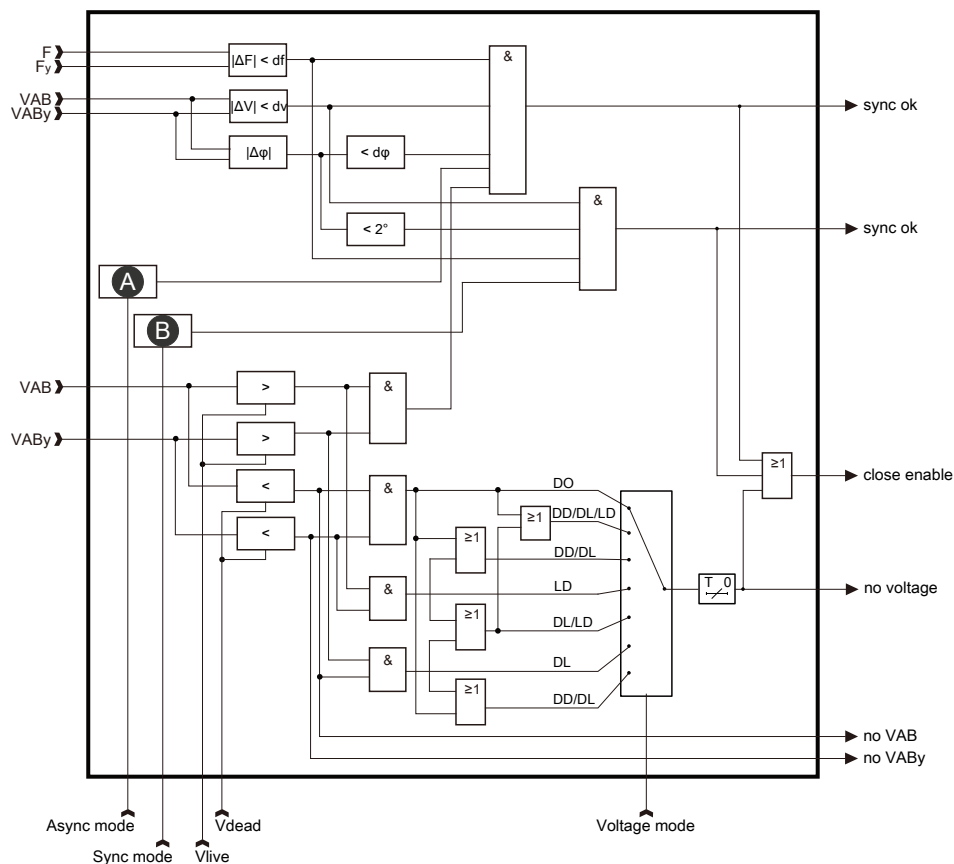 F
Fy
VAB
VABy
|ΔF| < df
|ΔV| < dv
|Δφ|
< dφ
&
sync ok
< 2°
&
sync ok
A
B
VAB
>
&
VABy
>
<
&
<
DO
≥1
DD/DL/LD
≥1
DD/DL
&
LD
≥1
DL/LD
&
DL
≥1
DD/DL
T 0
≥1
close enable
no voltage
no VAB
no VABy
Async mode
Sync mode
Vlive
Vdead
Voltage mode